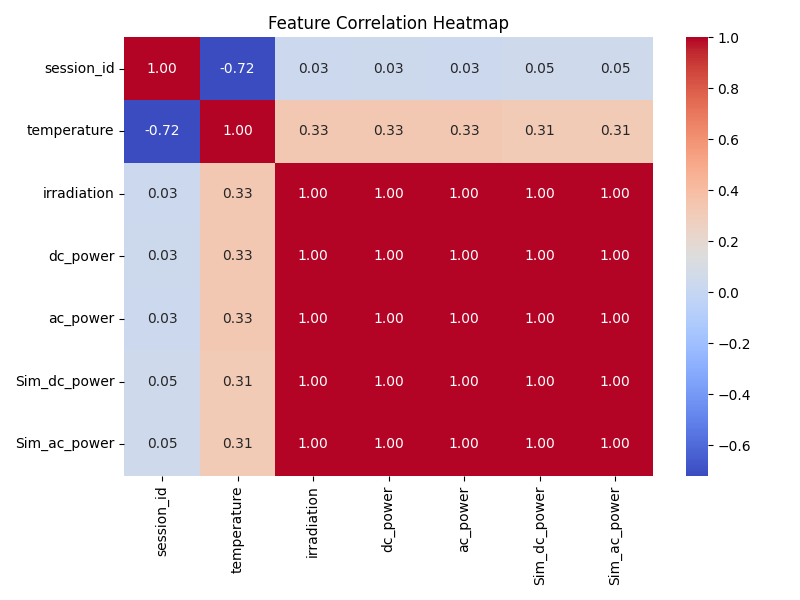 Feature Correlation Heatmap
session_id 1.00 -0.72 0.03 0.03 0.03 0.05 0.05
temperature -0.72 1.00 0.33 0.33 0.33 0.31 0.31
irradiation 0.03 0.33 1.00 1.00 1.00 1.00 1.00
dc_power 0.03 0.33 1.00 1.00 1.00 1.00 1.00
ac_power 0.03 0.33 1.00 1.00 1.00 1.00 1.00
Sim_dc_power 0.05 0.31 1.00 1.00 1.00 1.00 1.00
Sim_ac_power 0.05 0.31 1.00 1.00 1.00 1.00 1.00
session_id
temperature
irradiation
dc_power
ac_power
Sim_dc_power
Sim_ac_power
1.0
0.8
0.6
0.4
0.2
0.0
−0.2
−0.4
−0.6